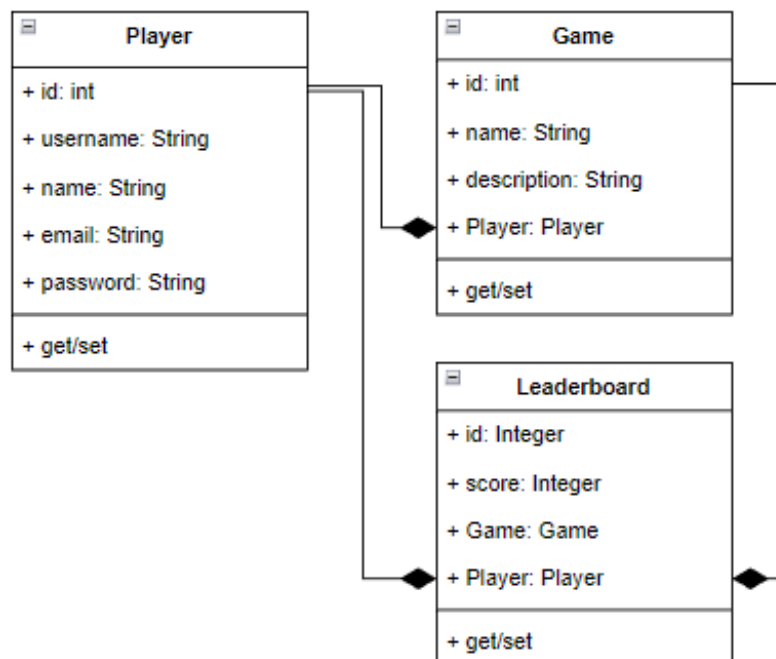 Player
+ id: int
+ username: String
+ name: String
+ email: String
+ password: String
+ get/set
Game
+ id: int
+ name: String
+ description: String
+ Player: Player
+ get/set
Leaderboard
+ id: Integer
+ score: Integer
+ Game: Game
+ Player: Player
+ get/set